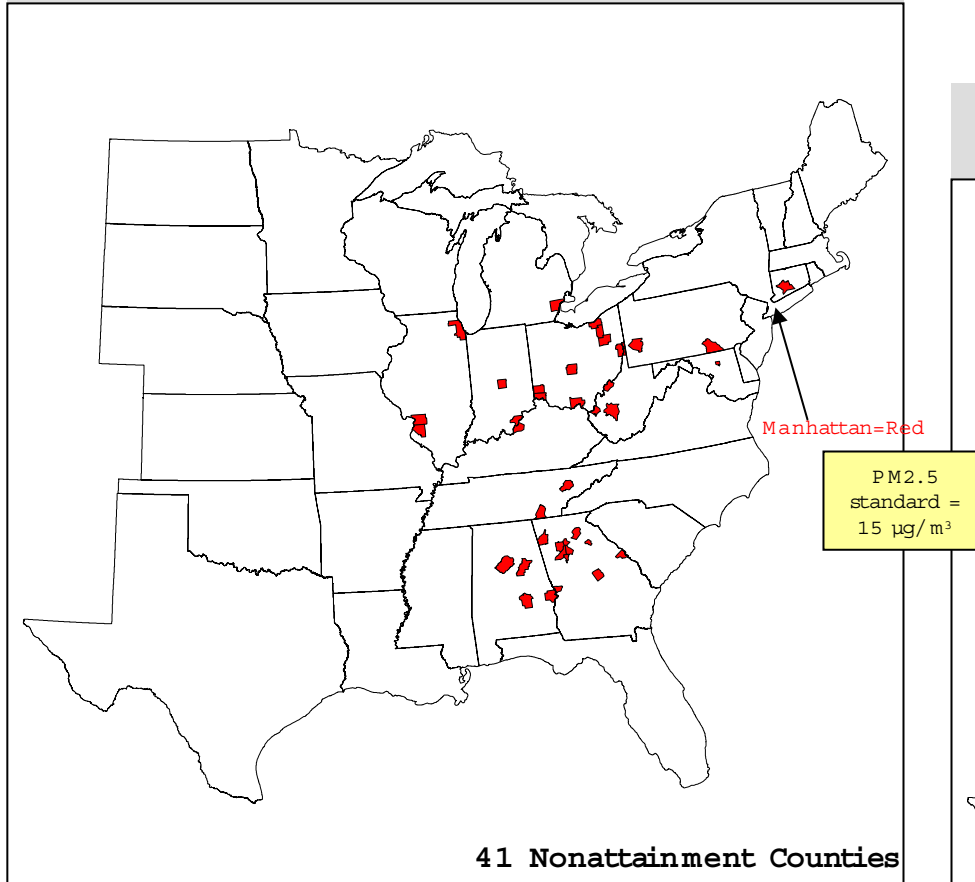 Manhattan=Red
PM2.5
standard =
15 µg/m³
41 Nonattainment Counties